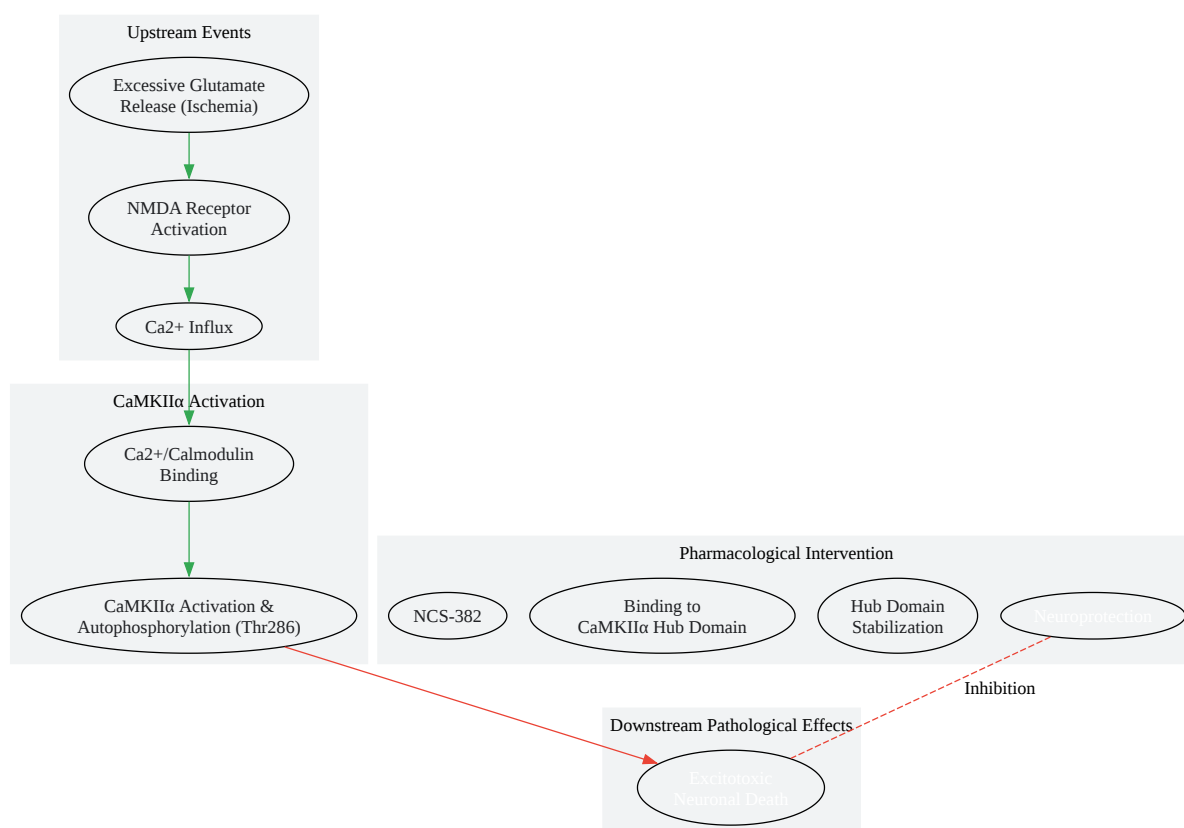 Upstream Events
Excessive Glutamate
Release (Ischemia)
NMDA Receptor
Activation
Ca2+ Influx
CaMKIIα Activation
Ca2+/Calmodulin
Binding
CaMKIIα Activation &
Autophosphorylation (Thr286)
Pharmacological Intervention
NCS-382
Binding to
CaMKIIα Hub Domain
Hub Domain
Stabilization
Neuroprotection
Inhibition
Downstream Pathological Effects
Excitotoxic
Neuronal Death